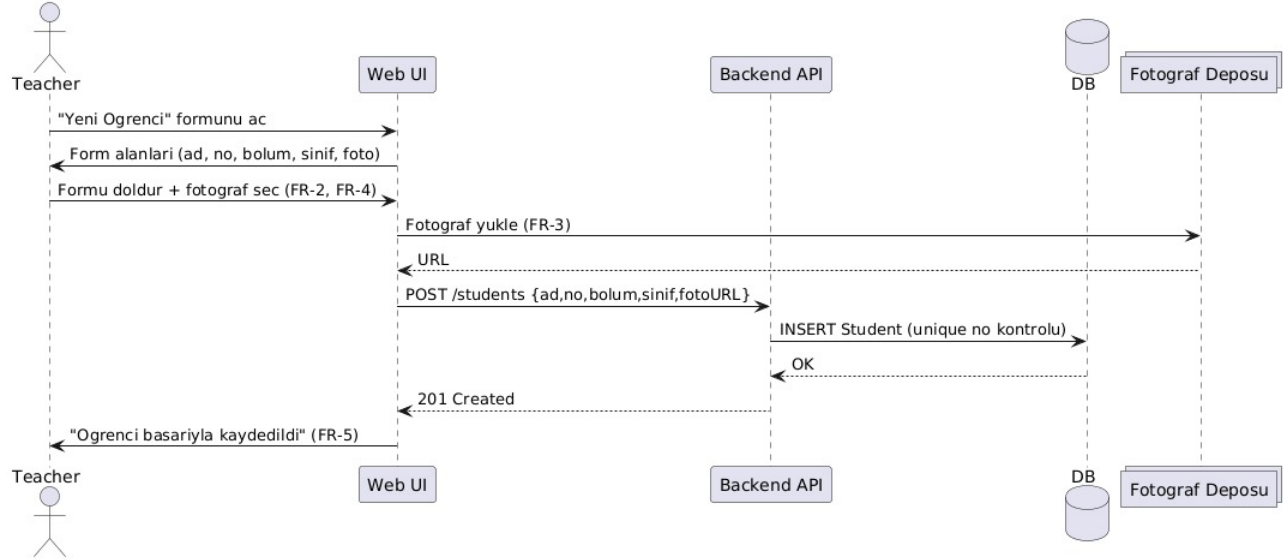 Teacher
Web UI
Backend API
DB
Fotograf Deposu
"Yeni Ogrenci" formunu ac
Form alanlari (ad, no, bolum, sinif, foto)
Formu doldur + fotograf sec (FR-2, FR-4)
Fotograf yukle (FR-3)
URL
POST /students {ad,no,bolum,sinif,fotoURL}
INSERT Student (unique no kontrolu)
OK
201 Created
"Ogrenci basariyla kaydedildi" (FR-5)
Teacher
Web UI
Backend API
DB
Fotograf Deposu